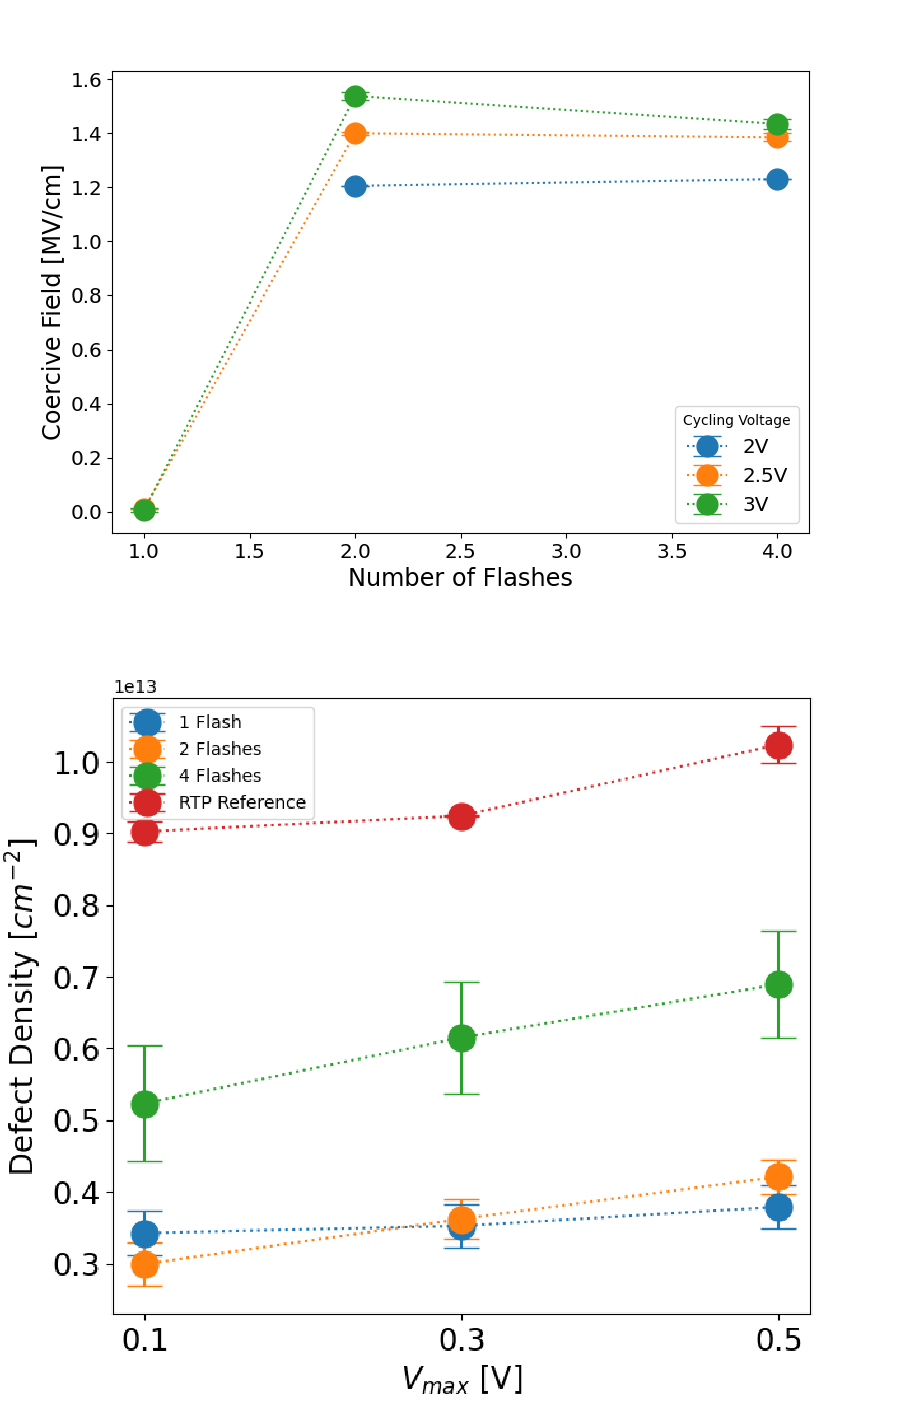 1.6
1.4
1.2
1.0
0.8
0.6
0.4
0.2
0.0
Coercive Field [MV/cm]
Cycling Voltage
2V
2.5V
3V
1.0 1.5 2.0 2.5 3.0 3.5 4.0
Number of Flashes
1e13
1 Flash
2 Flashes
4 Flashes
RTP Reference
1.0
0.9
0.8
0.7
0.6
0.5
0.4
0.3
Defect Density [cm⁻²]
0.1 0.3 0.5
Vmax [V]